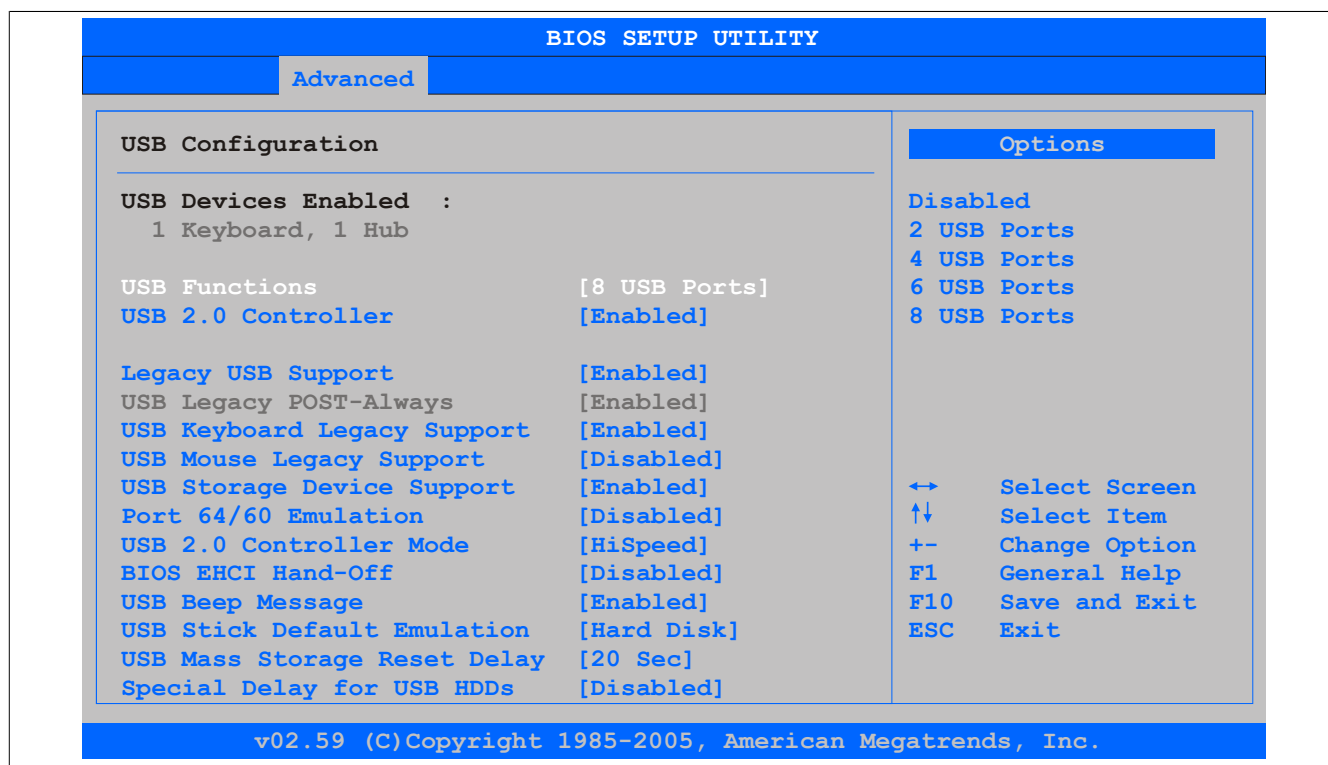 BIOS SETUP UTILITY
Advanced
USB Configuration
USB Devices Enabled :
1 Keyboard, 1 Hub
USB Functions [8 USB Ports]
USB 2.0 Controller [Enabled]
Legacy USB Support [Enabled]
USB Legacy POST-Always [Enabled]
USB Keyboard Legacy Support [Enabled]
USB Mouse Legacy Support [Disabled]
USB Storage Device Support [Enabled]
Port 64/60 Emulation [Disabled]
USB 2.0 Controller Mode [HiSpeed]
BIOS EHCI Hand-Off [Disabled]
USB Beep Message [Enabled]
USB Stick Default Emulation [Hard Disk]
USB Mass Storage Reset Delay [20 Sec]
Special Delay for USB HDDs [Disabled]
Options
Disabled
2 USB Ports
4 USB Ports
6 USB Ports
8 USB Ports
↔ Select Screen
↑↓ Select Item
+- Change Option
F1 General Help
F10 Save and Exit
ESC Exit
v02.59 (C)Copyright 1985-2005, American Megatrends, Inc.